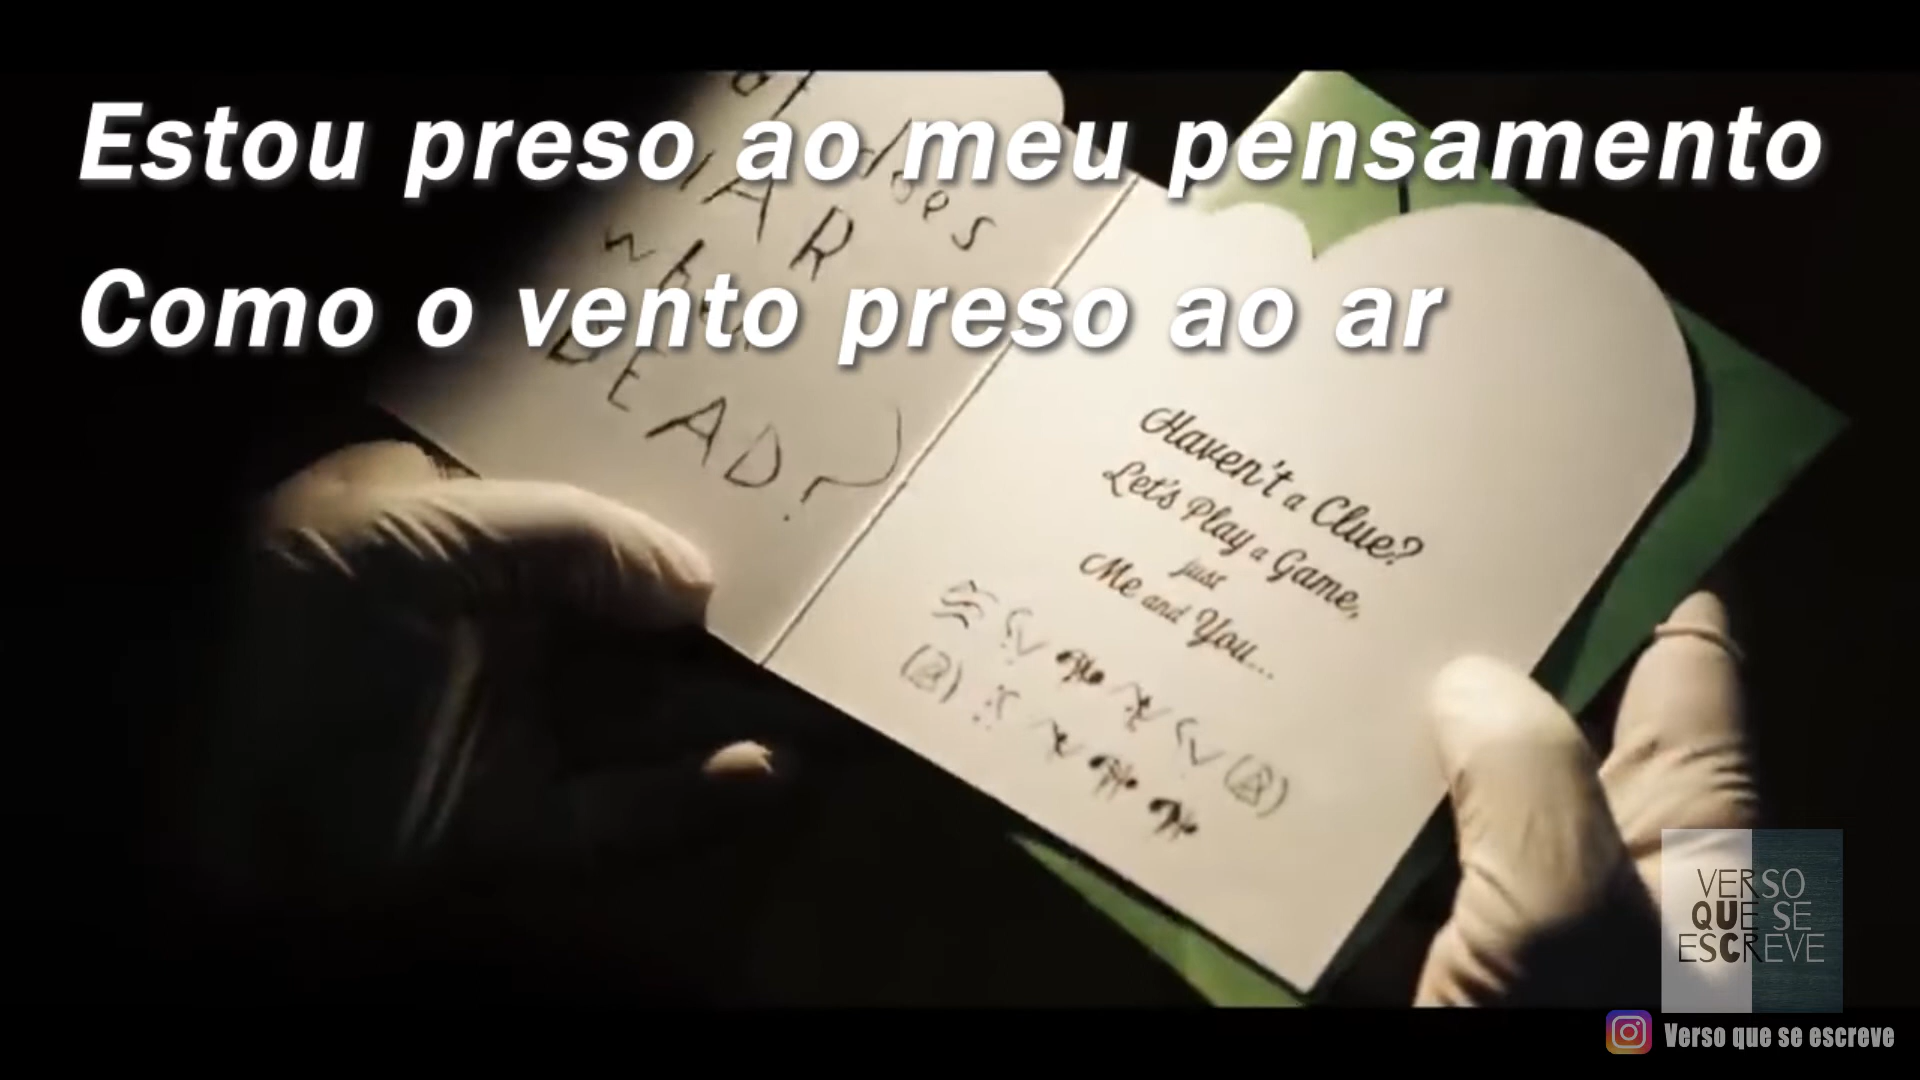 Estou preso ao meu pensamento
Como o vento preso ao ar
does
DEAD?
Haven't a Clue?
Let's Play a Game,
just
Me and You...
VERSO
QUE SE
ESCREVE
Verso que se escreve